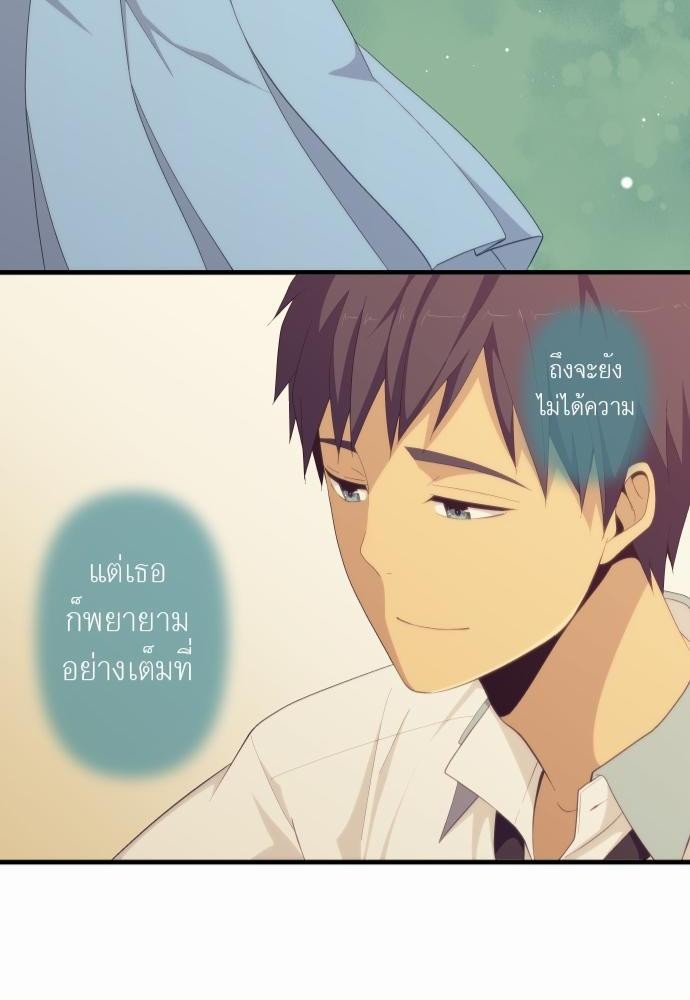 ถึงจะยัง
ไม่ได้ความ
แต่เธอ
ก็พยายาม
อย่างเต็มที่